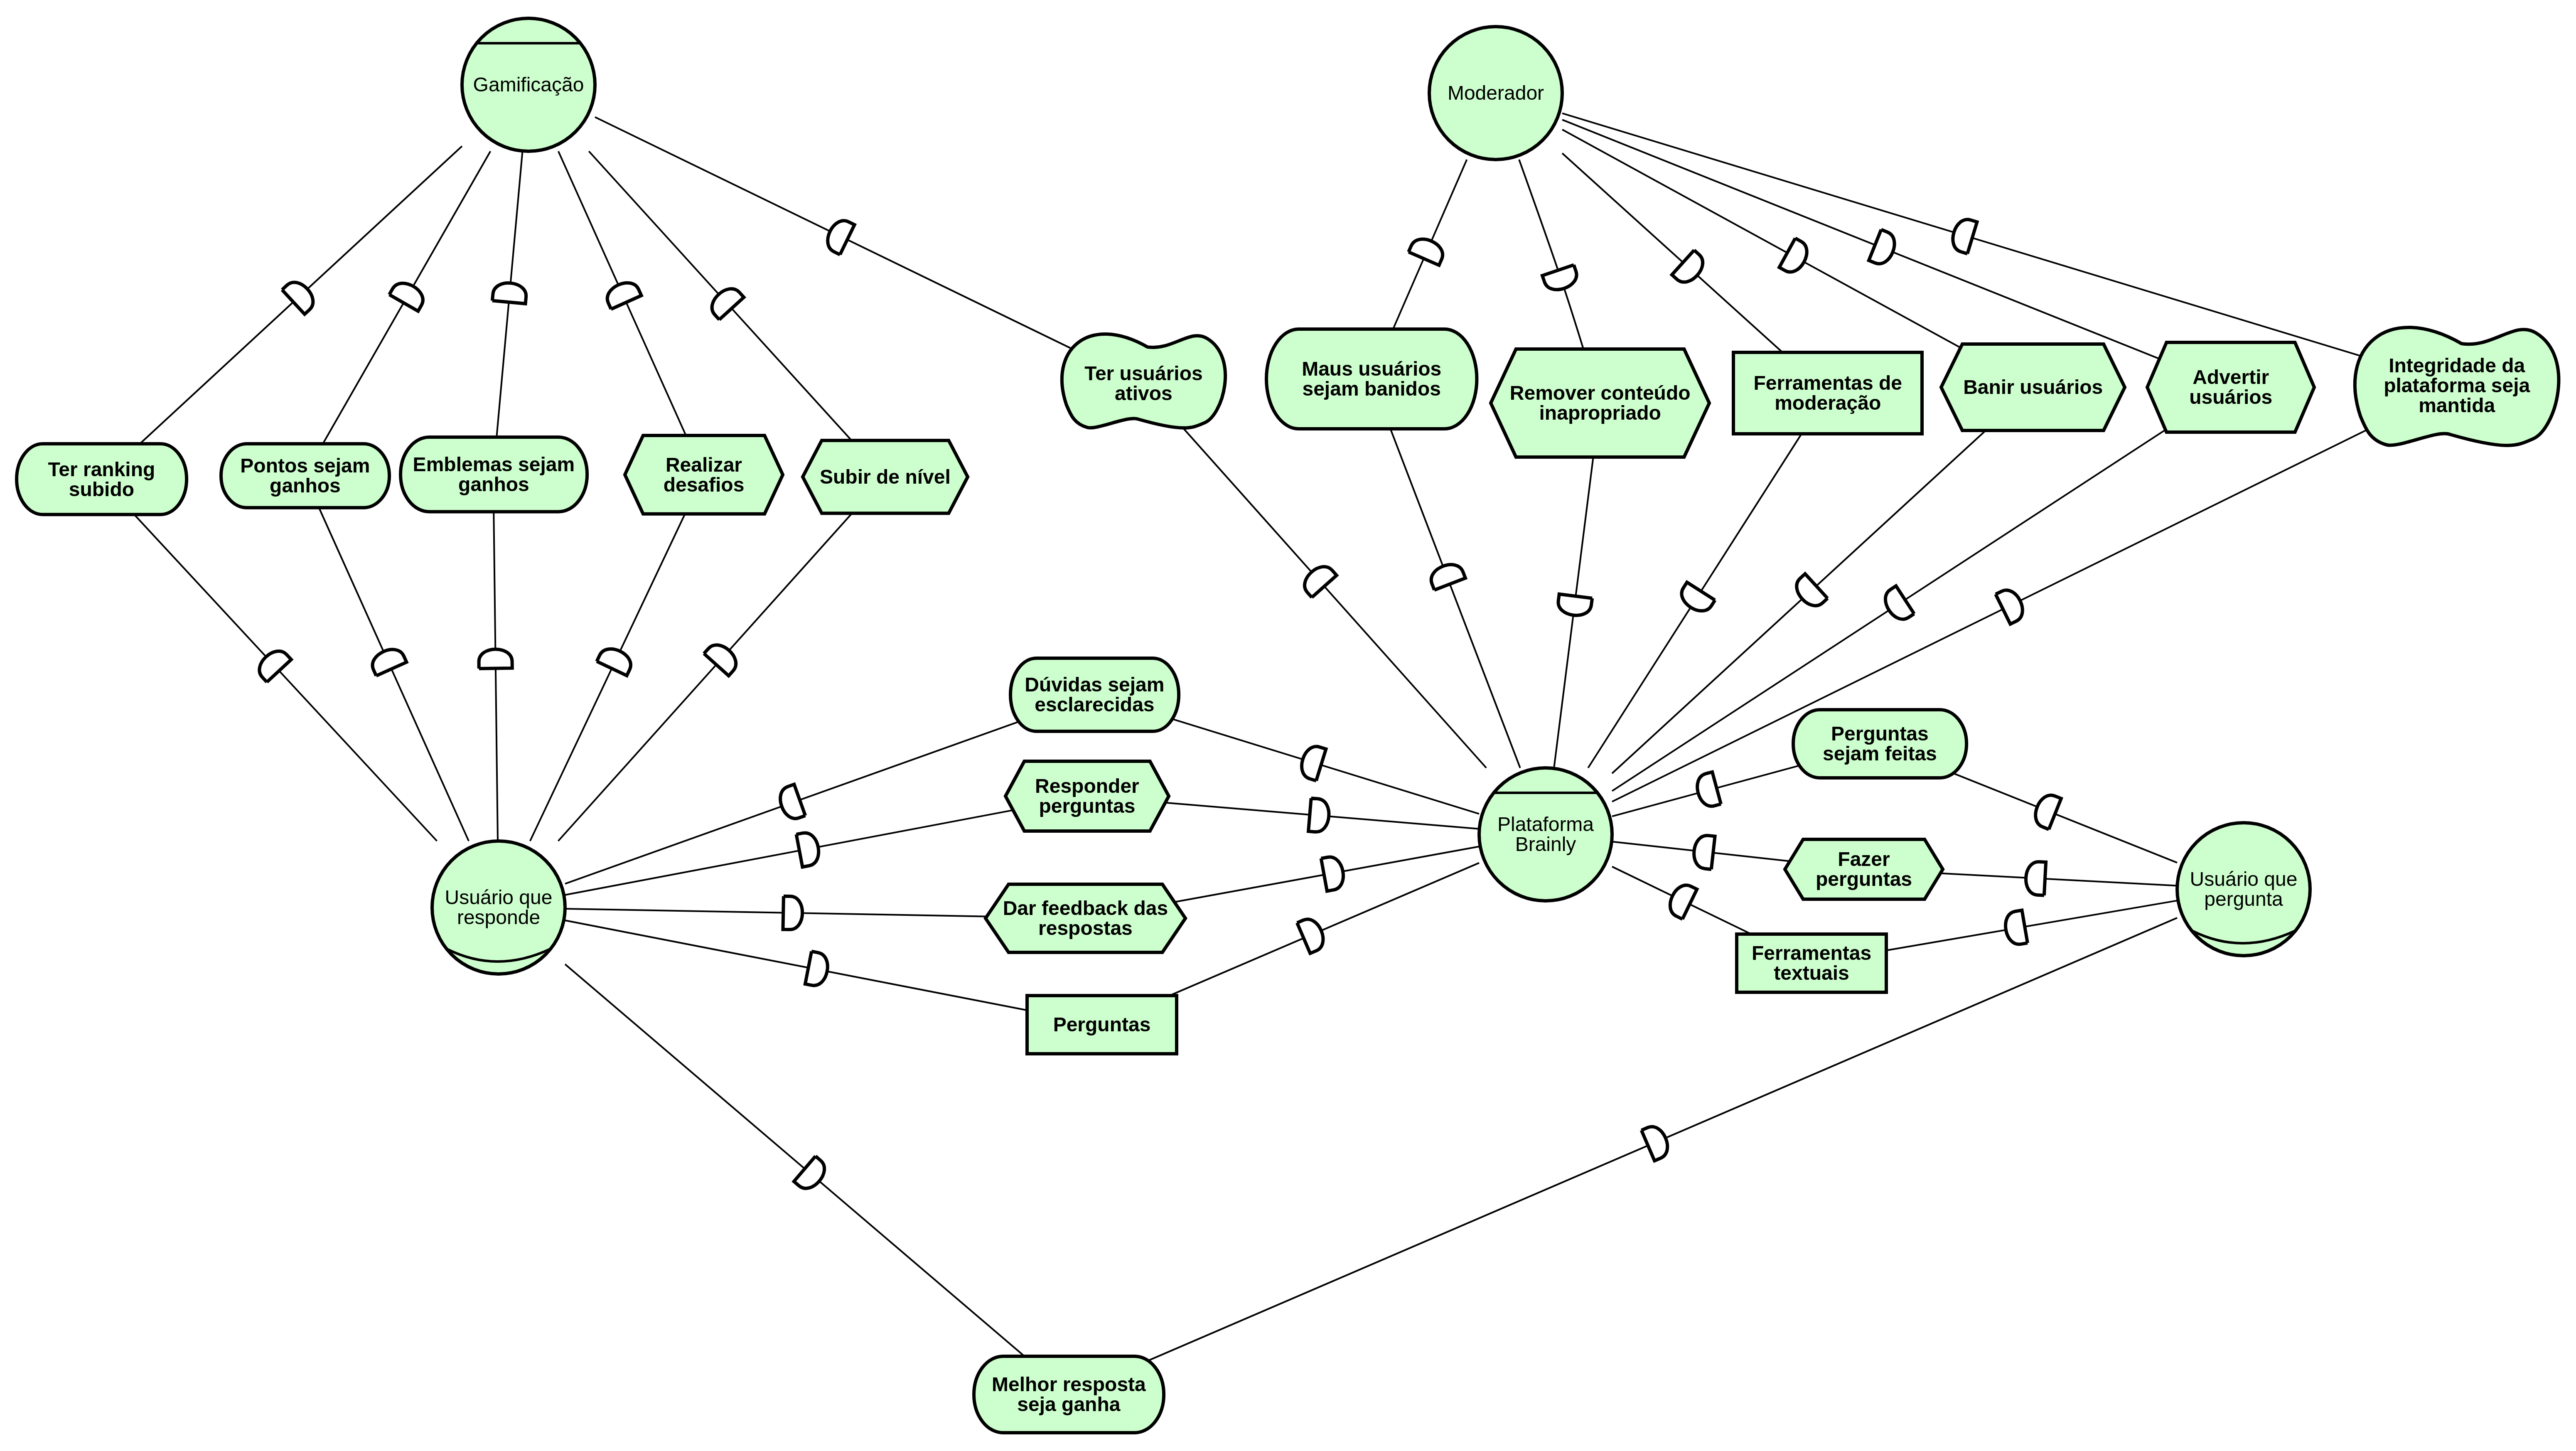 Gamificação
Moderador
Ter usuários
ativos
Maus usuários
sejam banidos
Remover conteúdo
inapropriado
Ferramentas de
moderação
Banir usuários
Advertir
usuários
Integridade da
plataforma seja
mantida
Ter ranking
subido
Pontos sejam
ganhos
Emblemas sejam
ganhos
Realizar
desafios
Subir de nível
Dúvidas sejam
esclarecidas
Responder
perguntas
Dar feedback das
respostas
Perguntas
Plataforma
Brainly
Perguntas
sejam feitas
Fazer
perguntas
Ferramentas
textuais
Usuário que
responde
Usuário que
pergunta
Melhor resposta
seja ganha